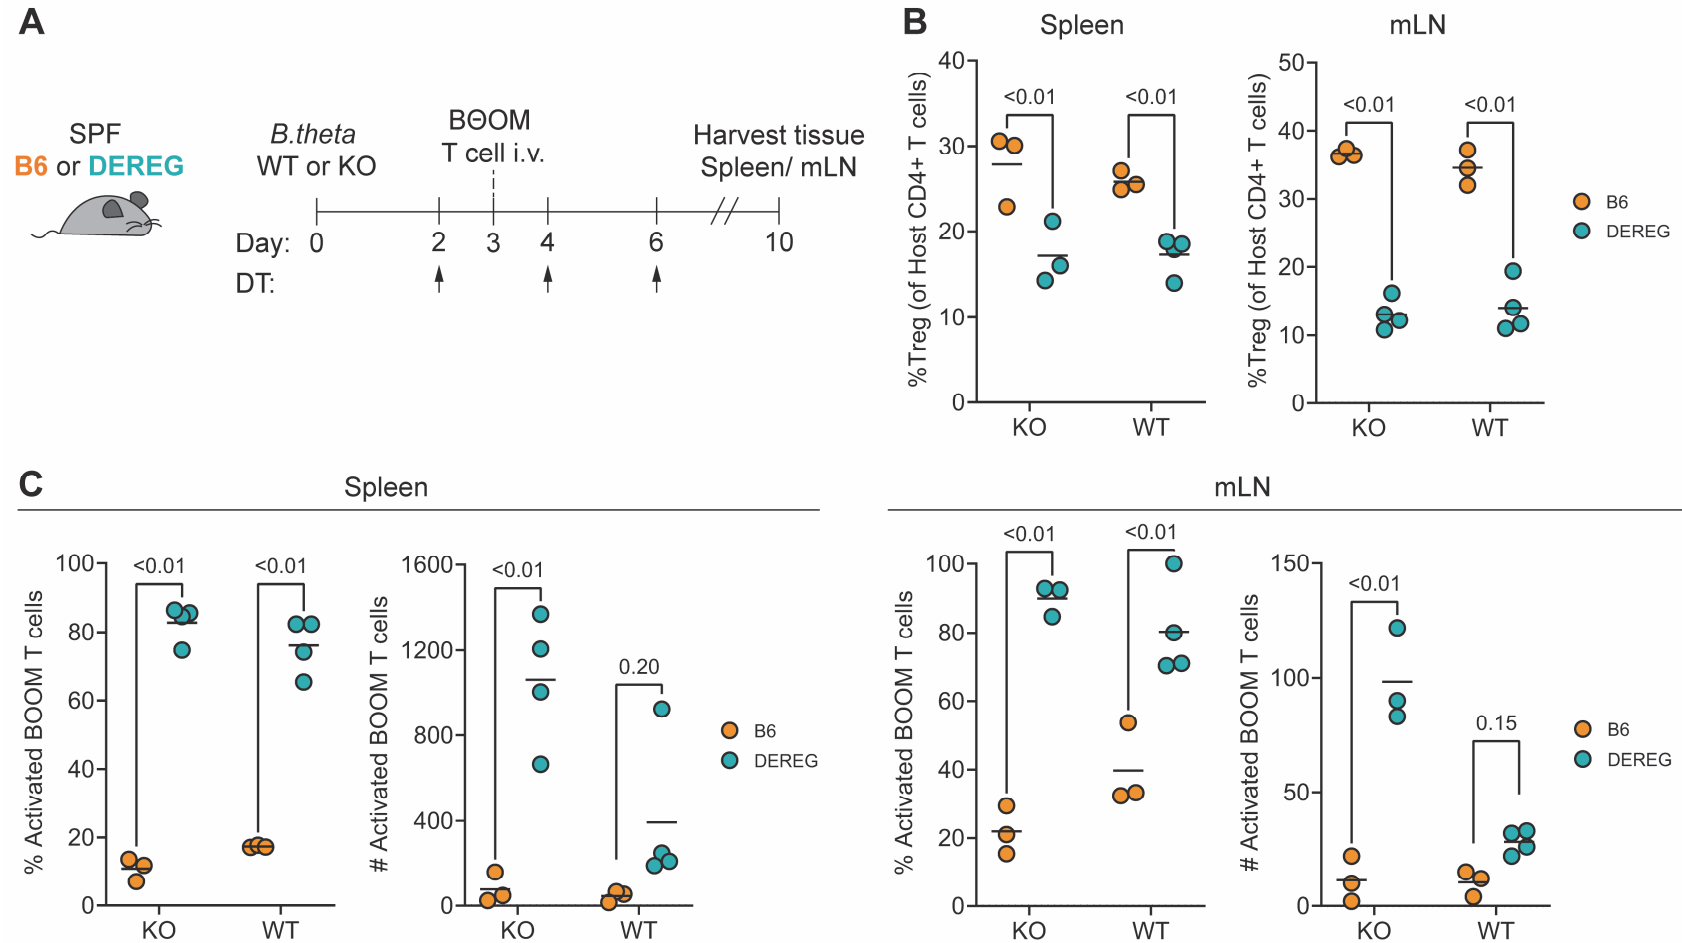 A
SPF
B6 or DEREG
B.theta
WT or KO
BΘOM
T cell i.v.
Harvest tissue
Spleen/ mLN
Day: 0 2 3 4 6 10
DT:
B
Spleen
%Treg (of Host CD4+ T cells)
40
30
20
10
0
<0.01 <0.01
KO WT
mLN
%Treg (of Host CD4+ T cells)
50
40
30
20
10
0
<0.01 <0.01
KO WT
B6
DEREG
C
Spleen
% Activated BOOM T cells
100
80
60
40
20
0
<0.01 <0.01
KO WT
# Activated BOOM T cells
1600
1200
800
400
0
<0.01
0.20
KO WT
B6
DEREG
mLN
% Activated BOOM T cells
100
80
60
40
20
0
<0.01 <0.01
KO WT
# Activated BOOM T cells
150
100
50
0
<0.01
0.15
KO WT
B6
DEREG